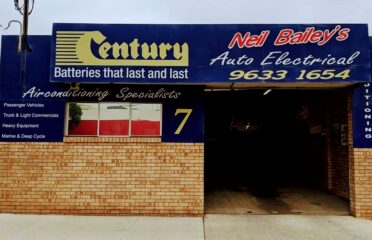 Century
Batteries that last and last
Neil Bailey's
Auto Electrical
9633 1654
Airconditioning Specialists
Passenger Vehicles
Truck & Light Commercials
Heavy Equipment
Marine & Deep Cycle
7
DITIONING